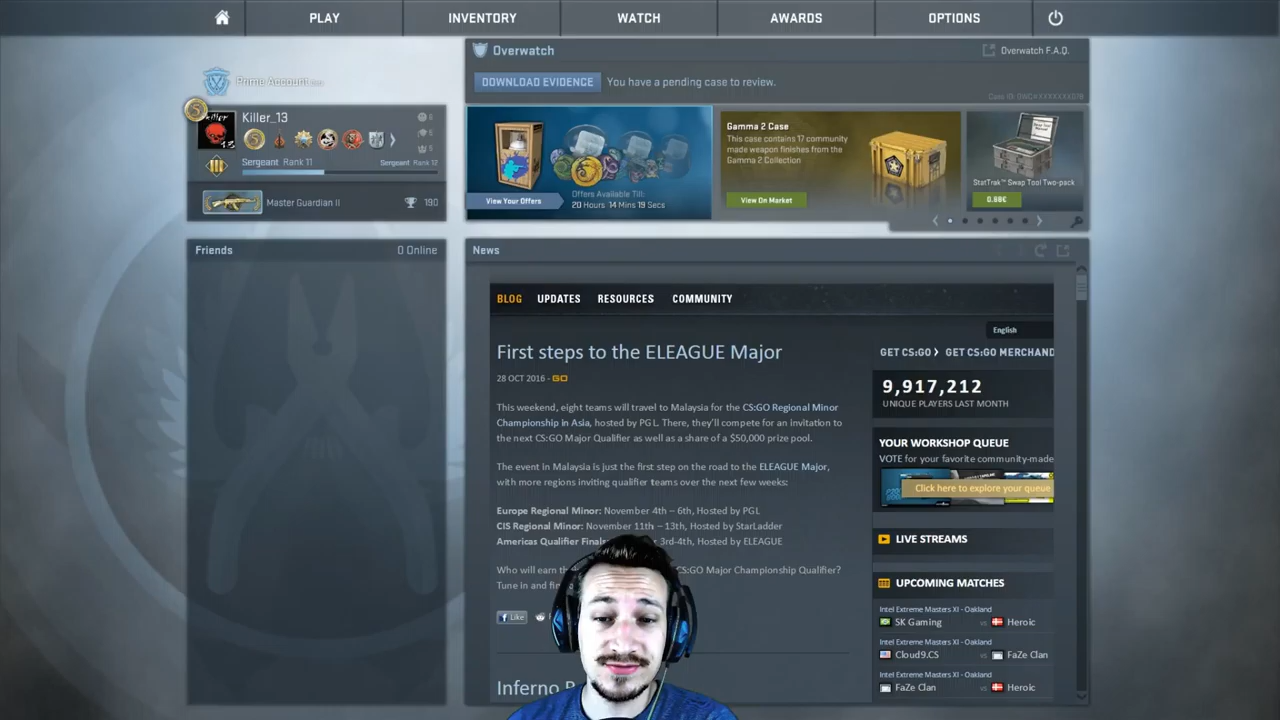 PLAY
INVENTORY
WATCH
AWARDS
OPTIONS
Prime Account
Killer_13
Sergeant Rank 11
Sergeant Rank 12
Master Guardian II
190
Friends
0 Online
Overwatch
Overwatch F.A.Q.
DOWNLOAD EVIDENCE
You have a pending case to review.
View Your Offers
Offers Available Till:
20 Hours 14 Mins 19 Secs
Gamma 2 Case
This case contains 17 community
made weapon finishes from the
Gamma 2 Collection
View On Market
StatTrak™ Swap Tool Two-pack
0.88€
News
BLOG
UPDATES
RESOURCES
COMMUNITY
English
First steps to the ELEAGUE Major
28 OCT 2016 - GO
This weekend, eight teams will travel to Malaysia for the CS:GO Regional Minor
Championship in Asia, hosted by PGL. There, they'll compete for an invitation to
the next CS:GO Major Qualifier as well as a share of a $50,000 prize pool.
The event in Malaysia is just the first step on the road to the ELEAGUE Major,
with more regions inviting qualifier teams over the next few weeks:
Europe Regional Minor: November 4th – 6th, Hosted by PGL
CIS Regional Minor: November 11th – 13th, Hosted by StarLadder
Americas Qualifier Finals 3rd-4th, Hosted by ELEAGUE
Who will earn CS:GO Major Championship Qualifier?
Tune in and
Like
Inferno
GET CS:GO
GET CS:GO MERCHAND
9,917,212
UNIQUE PLAYERS LAST MONTH
YOUR WORKSHOP QUEUE
VOTE for your favorite community-made
Click here to explore your queue
LIVE STREAMS
UPCOMING MATCHES
Intel Extreme Masters XI - Oakland
SK Gaming vs Heroic
Intel Extreme Masters XI - Oakland
Cloud9.CS vs FaZe Clan
Intel Extreme Masters XI - Oakland
FaZe Clan vs Heroic